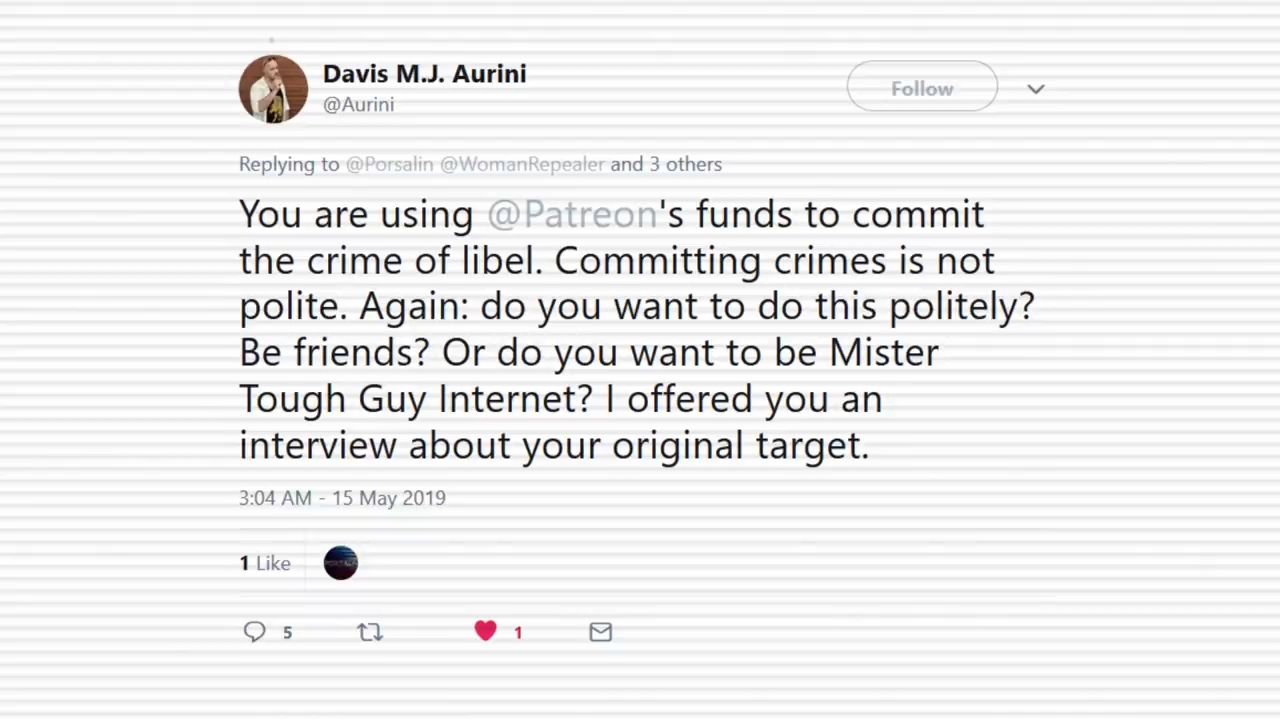 Davis M.J. Aurini
@Aurini
Follow
Replying to @Porsalin @WomanRepealer and 3 others
You are using @Patreon's funds to commit
the crime of libel. Committing crimes is not
polite. Again: do you want to do this politely?
Be friends? Or do you want to be Mister
Tough Guy Internet? I offered you an
interview about your original target.
3:04 AM - 15 May 2019
1 Like
5 1